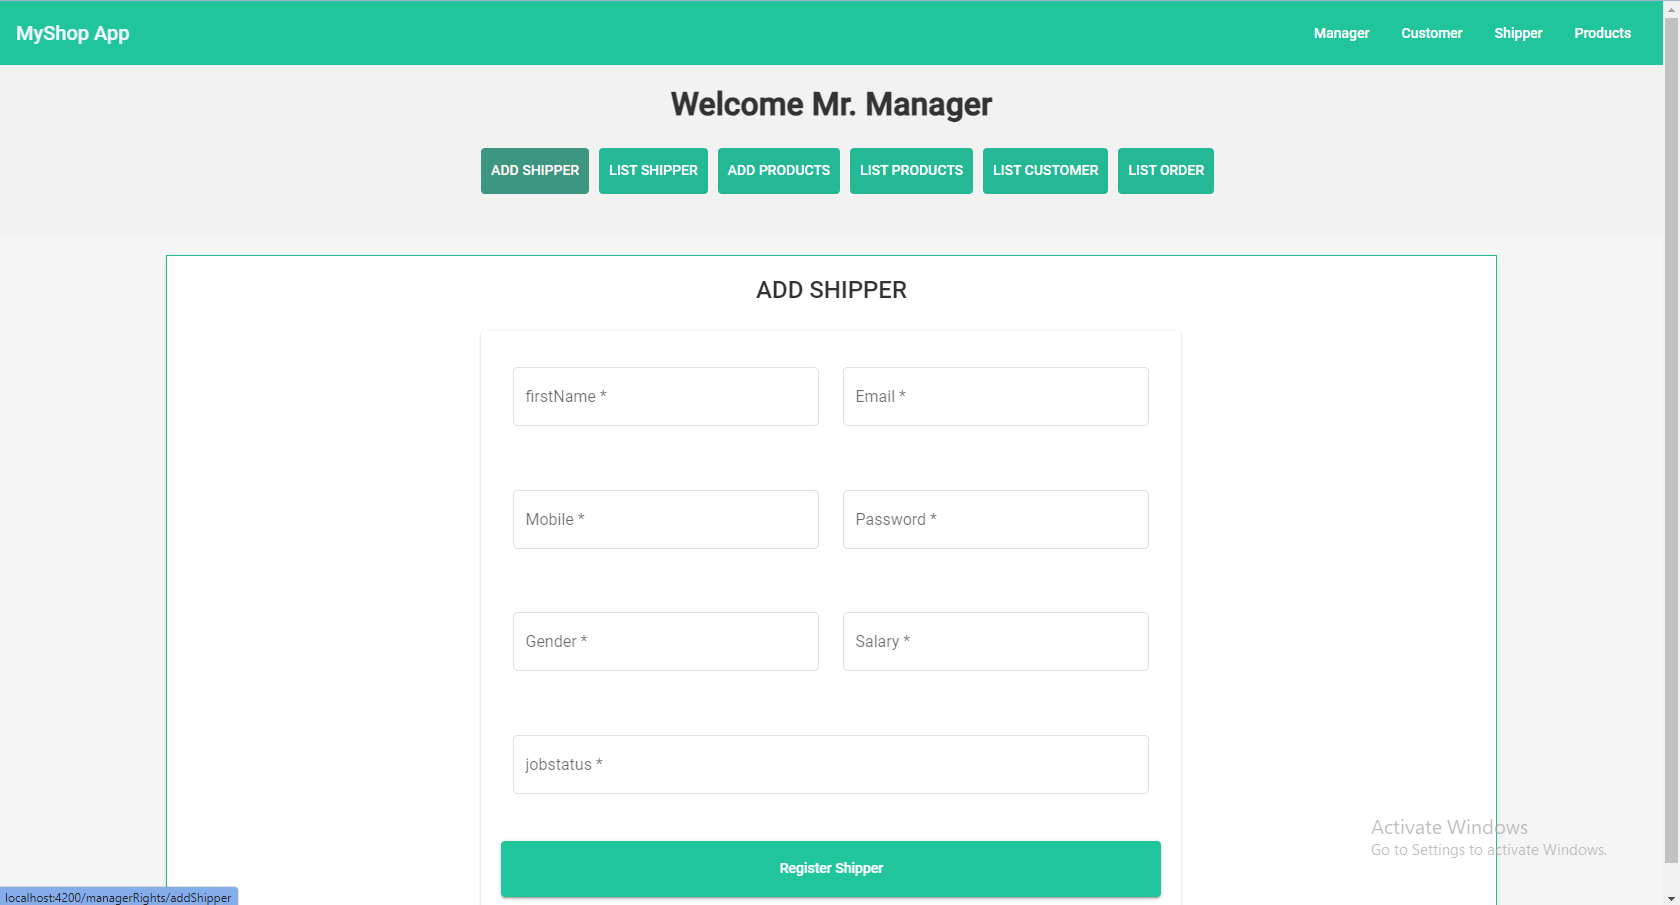 MyShop App
Manager Customer Shipper Products
Welcome Mr. Manager
ADD SHIPPER LIST SHIPPER ADD PRODUCTS LIST PRODUCTS LIST CUSTOMER LIST ORDER
ADD SHIPPER
firstName * Email *
Mobile * Password *
Gender * Salary *
jobstatus *
Register Shipper
Activate Windows
Go to Settings to activate Windows.
localhost:4200/managerRights/addShipper